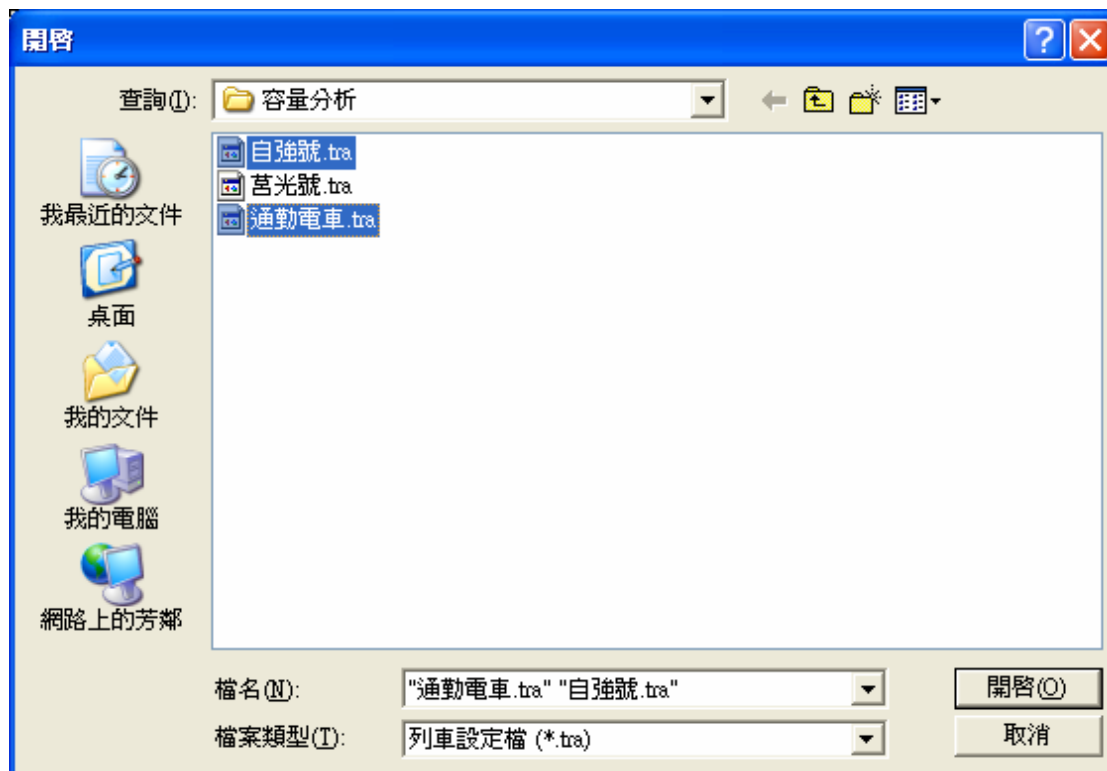 開啓
查詢(I):
容量分析
自強號.tra
莒光號.tra
通勤電車.tra
我最近的文件
桌面
我的文件
我的電腦
網路上的芳鄰
檔名(N):
"通勤電車.tra" "自強號.tra"
開啓(O)
檔案類型(T):
列車設定檔 (*.tra)
取消